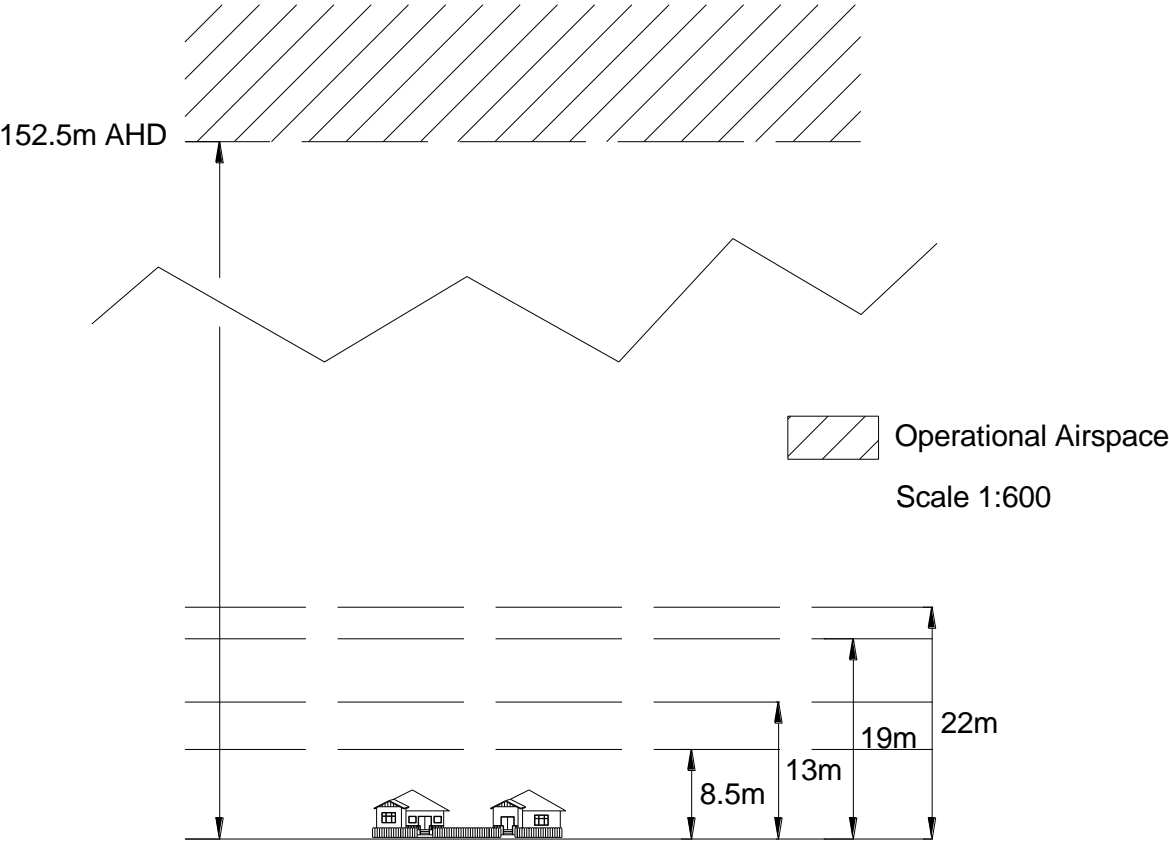 152.5m AHD
Operational Airspace
Scale 1:600
22m
19m
13m
8.5m